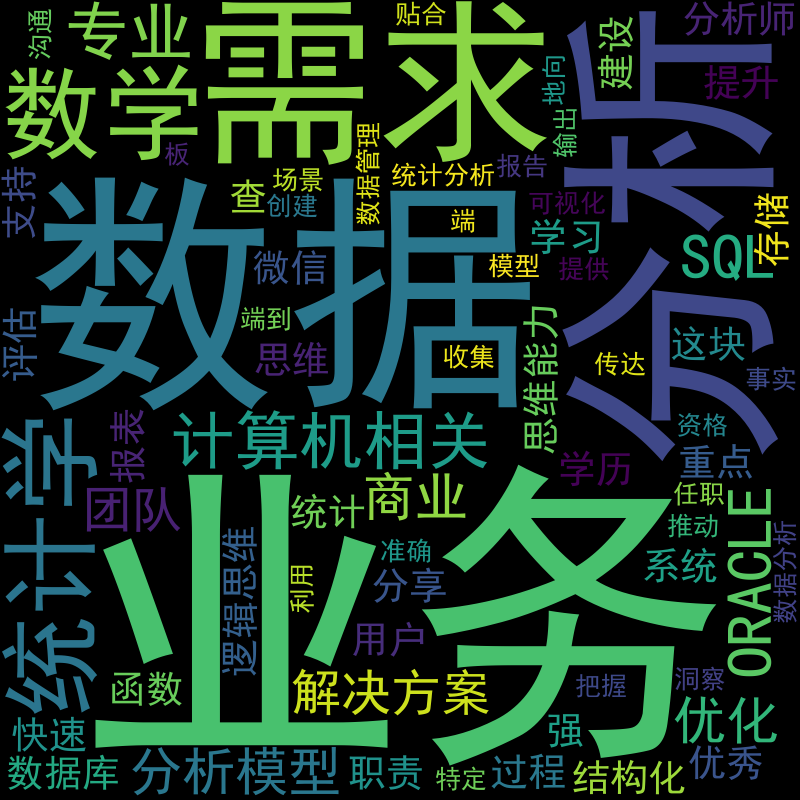 沟通
专业
需求
贴合
分析
分析师
建设
提升
数学
板
地向
输出
数据管理
统计分析
报告
支持
查
场景
创建
可视化
存储
数据
端
学习
SQL
微信
模型
提供
端到
评估
思维
收集
思维能力
传达
这块
事实
报表
计算机相关
资格
学历
重点
统计学
团队
商业
统计
任职
ORACLE
推动
数据分析
业务
准确
系统
逻辑思维
利用
分享
用户
函数
解决方案
把握
洞察
快速
强
优化
数据库
分析模型
职责
特定
过程
结构化
优秀